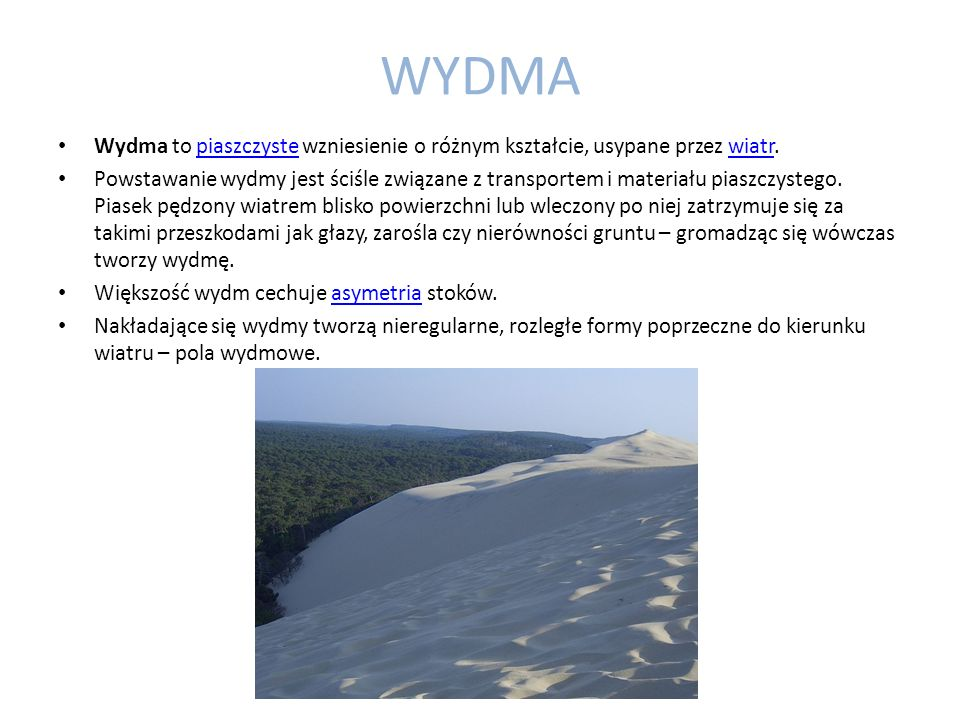 WYDMA
• Wydma to piaszczyste wzniesienie o różnym kształcie, usypane przez wiatr.
• Powstawanie wydmy jest ściśle związane z transportem i materiału piaszczystego.
Piasek pędzony wiatrem blisko powierzchni lub wleczony po niej zatrzymuje się za
takimi przeszkodami jak głazy, zarośla czy nierówności gruntu – gromadząc się wówczas
tworzy wydmę.
• Większość wydm cechuje asymetria stoków.
• Nakładające się wydmy tworzą nieregularne, rozległe formy poprzeczne do kierunku
wiatru – pola wydmowe.